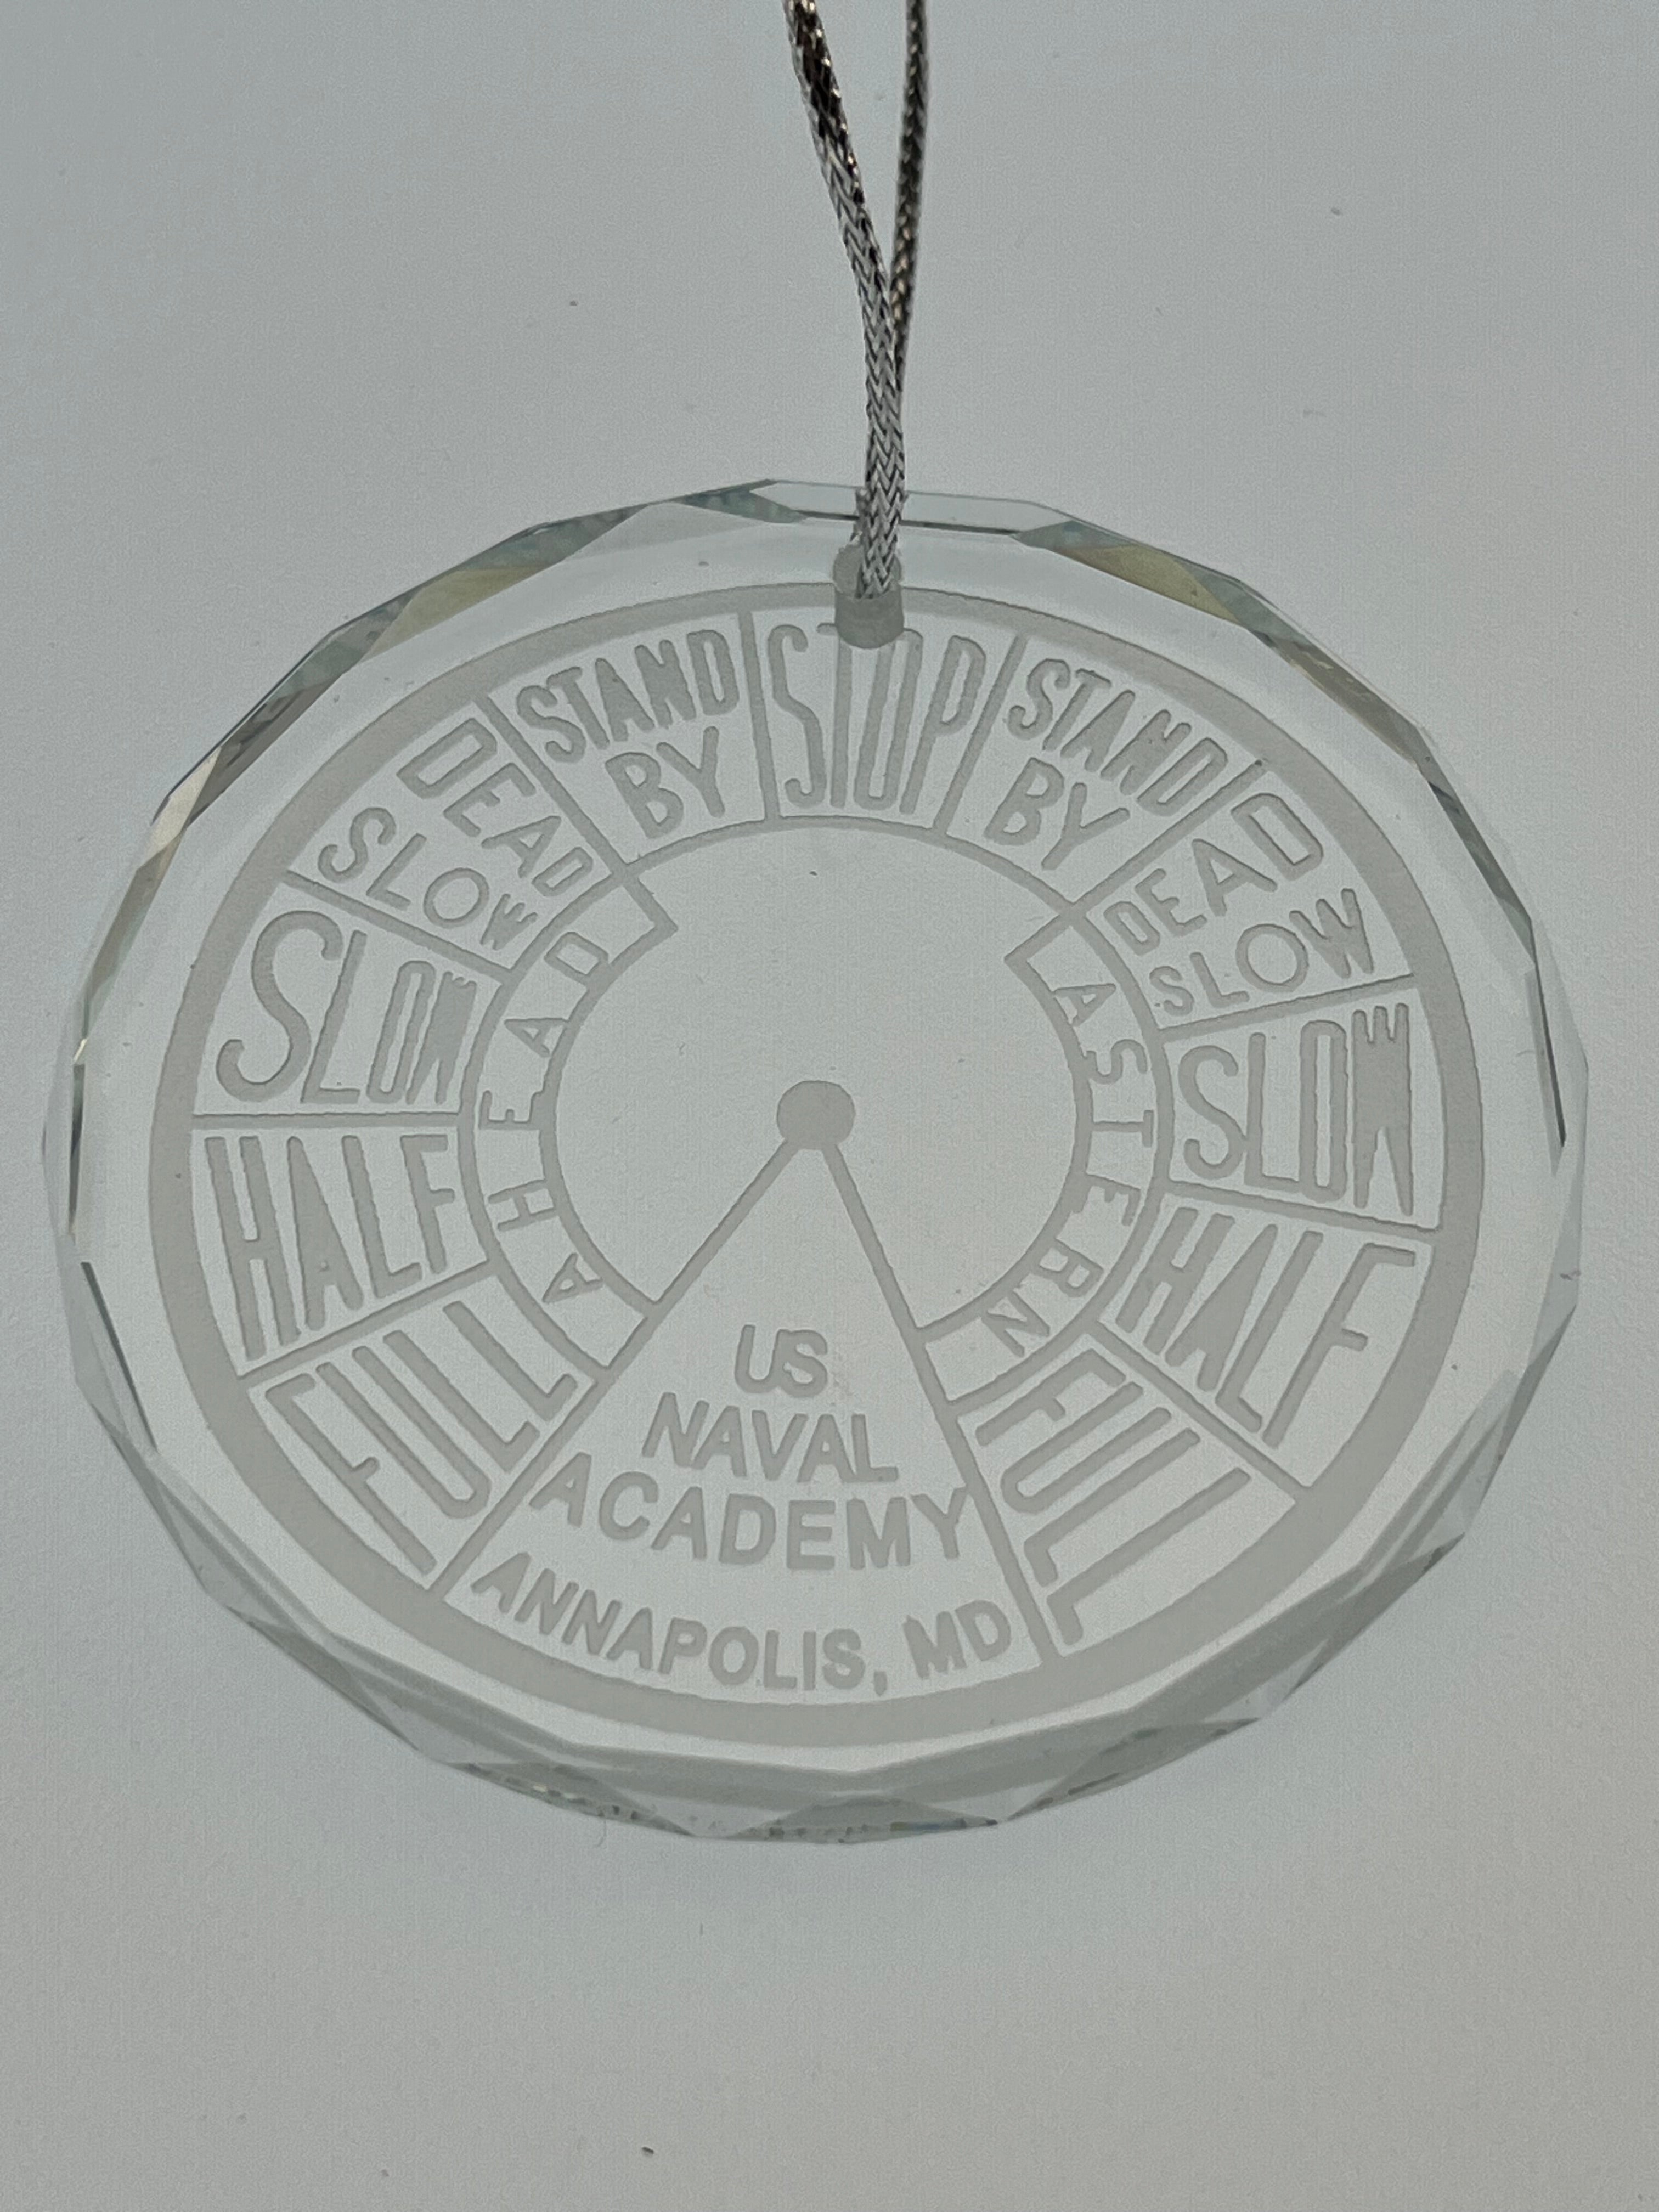 FULL
HALF
SLOW
DEAD
SLOW
STAND
BY
STOP
STAND
BY
DEAD
SLOW
SLOW
HALF
FULL
AHEAD
ASTERN
US
NAVAL
ACADEMY
ANNAPOLIS, MD